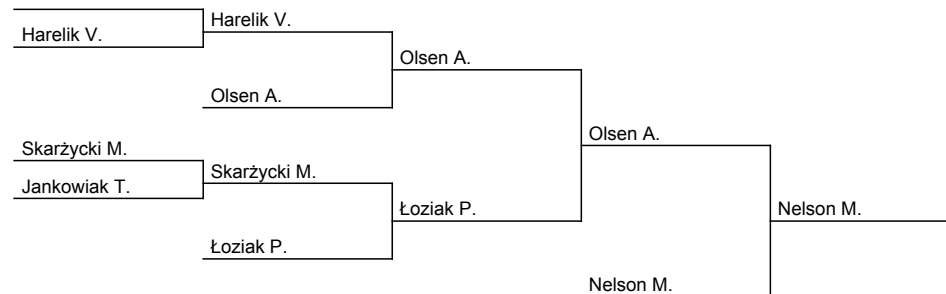 Harelik V.
Harelik V.
Olsen A.
Olsen A.
Olsen A.
Skarżycki M.
Skarżycki M.
Jankowiak T.
Łoziak P.
Nelson M.
Łoziak P.
Nelson M.